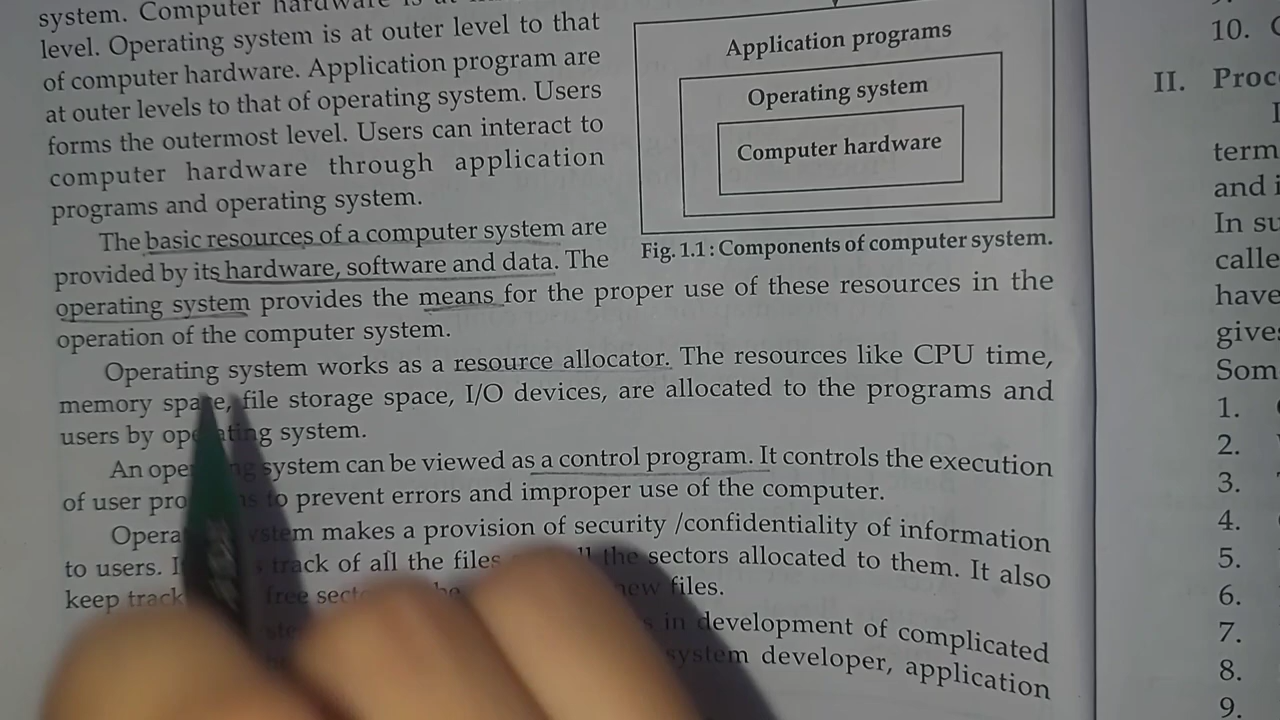 system. Computer hardware is at
level. Operating system is at outer level to that
of computer hardware. Application program are
at outer levels to that of operating system. Users
forms the outermost level. Users can interact to
computer hardware through application
programs and operating system.
The basic resources of a computer system are
provided by its hardware, software and data. The
operating system provides the means for the proper use of these resources in the
operation of the computer system.
Operating system works as a resource allocator. The resources like CPU time,
memory space, file storage space, I/O devices, are allocated to the programs and
users by operating system.
An operating system can be viewed as a control program. It controls the execution
of user programs to prevent errors and improper use of the computer.
Operating system makes a provision of security /confidentiality of information
to users. track of all the files the sectors allocated to them. It also
keep track free new files.
in development of complicated
system developer, application
Application programs
Operating system
Computer hardware
Fig. 1.1 : Components of computer system.
10.
II. Proc
term
and i
In su
calle
have
gives
Som
1.
2.
3.
4.
5.
6.
7.
8.
9.